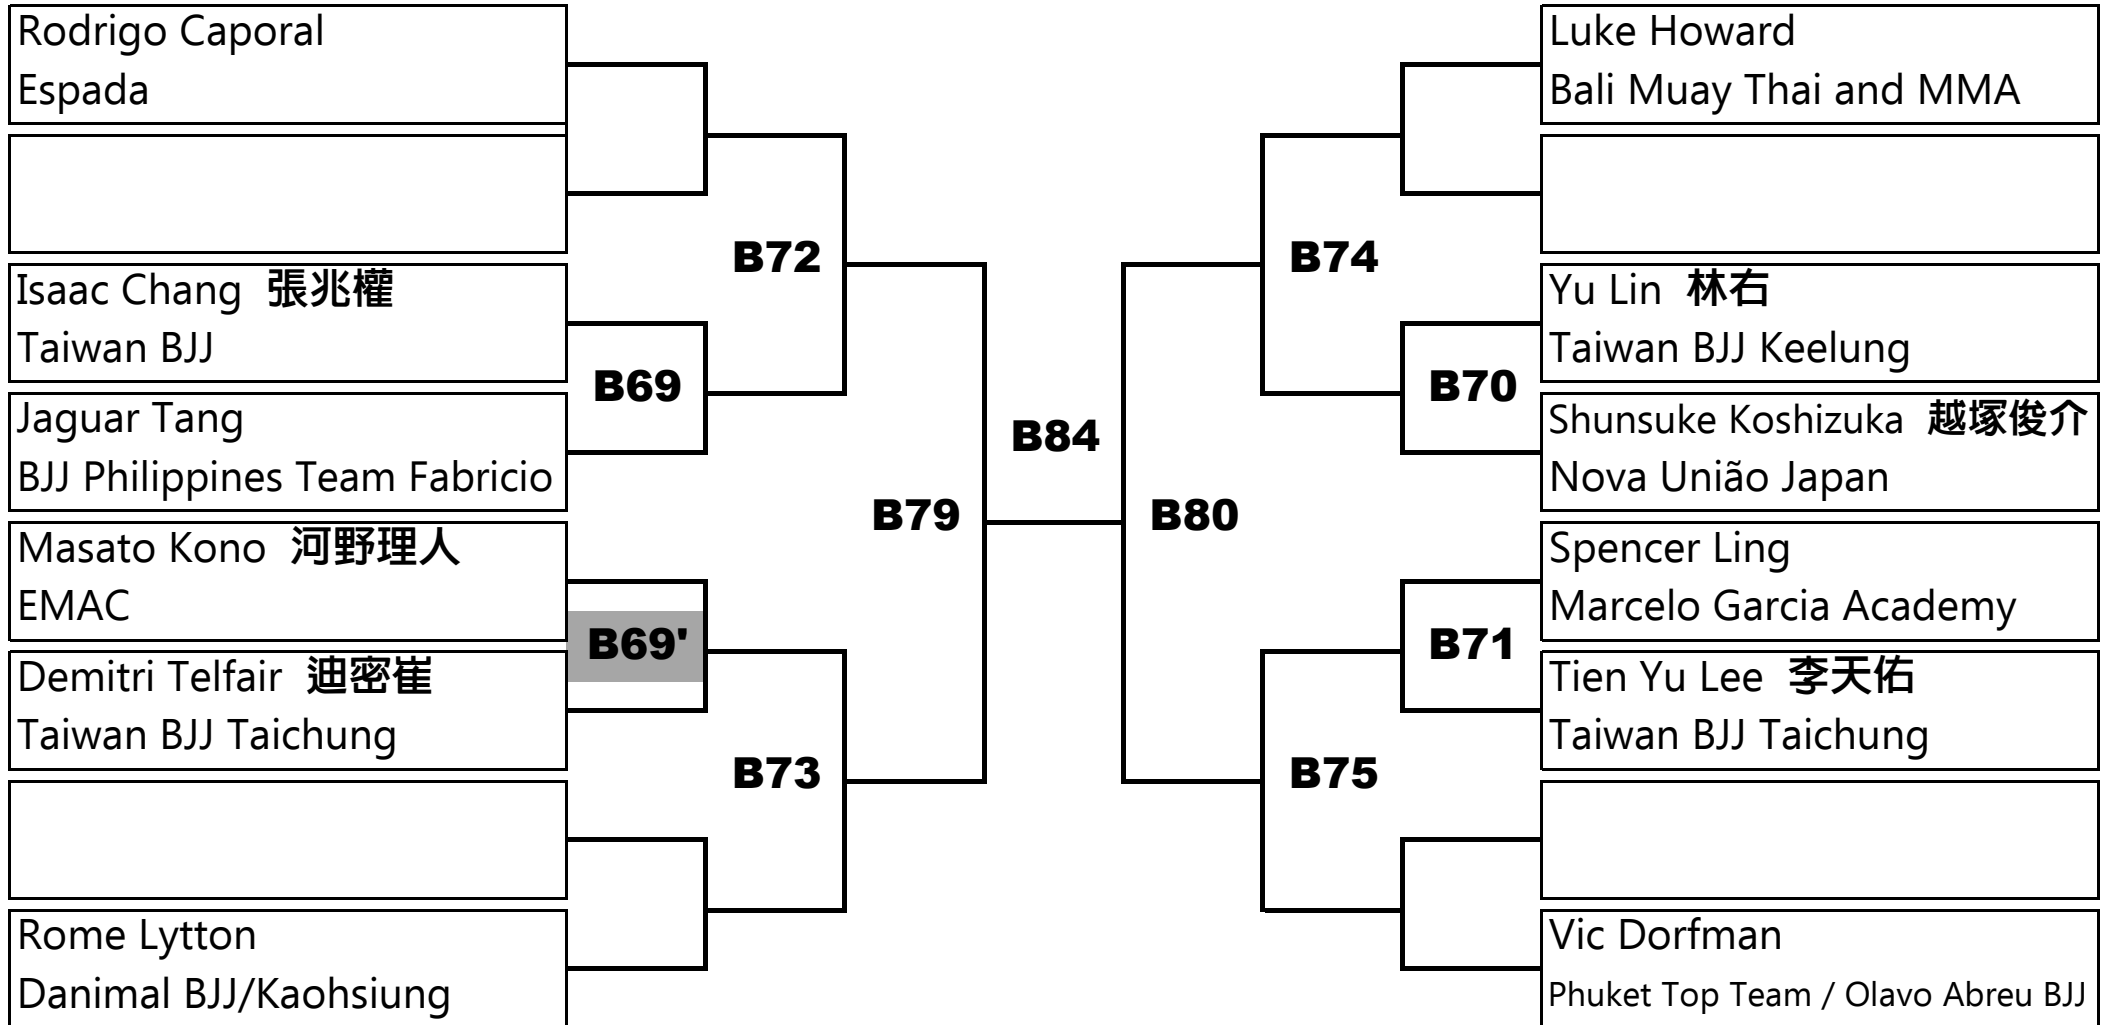 Rodrigo Caporal
Espada
Isaac Chang 張兆權
Taiwan BJJ
Jaguar Tang
BJJ Philippines Team Fabricio
Masato Kono 河野理人
EMAC
Demitri Telfair 迪密崔
Taiwan BJJ Taichung
Rome Lytton
Danimal BJJ/Kaohsiung
B69
B69'
B72
B73
B79
B84
B80
B74
B75
B70
B71
Luke Howard
Bali Muay Thai and MMA
Yu Lin 林右
Taiwan BJJ Keelung
Shunsuke Koshizuka 越塚俊介
Nova União Japan
Spencer Ling
Marcelo Garcia Academy
Tien Yu Lee 李天佑
Taiwan BJJ Taichung
Vic Dorfman
Phuket Top Team / Olavo Abreu BJJ